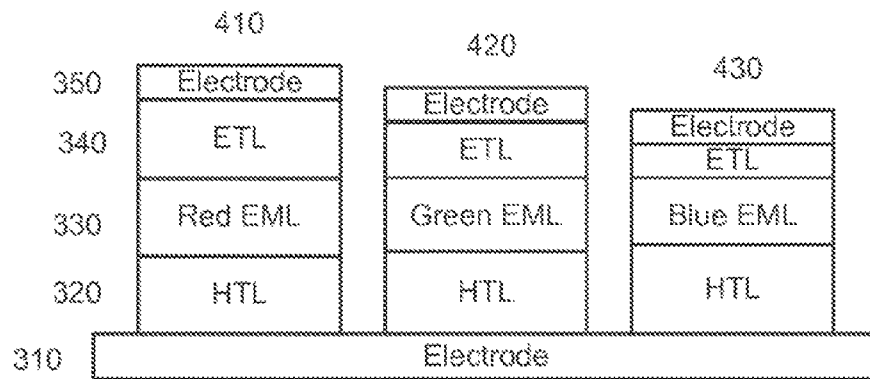 410
420
430
350
Electrode
Electrode
Electrode
340
ETL
ETL
ETL
330
Red EML
Green EML
Blue EML
320
HTL
HTL
HTL
310
Electrode